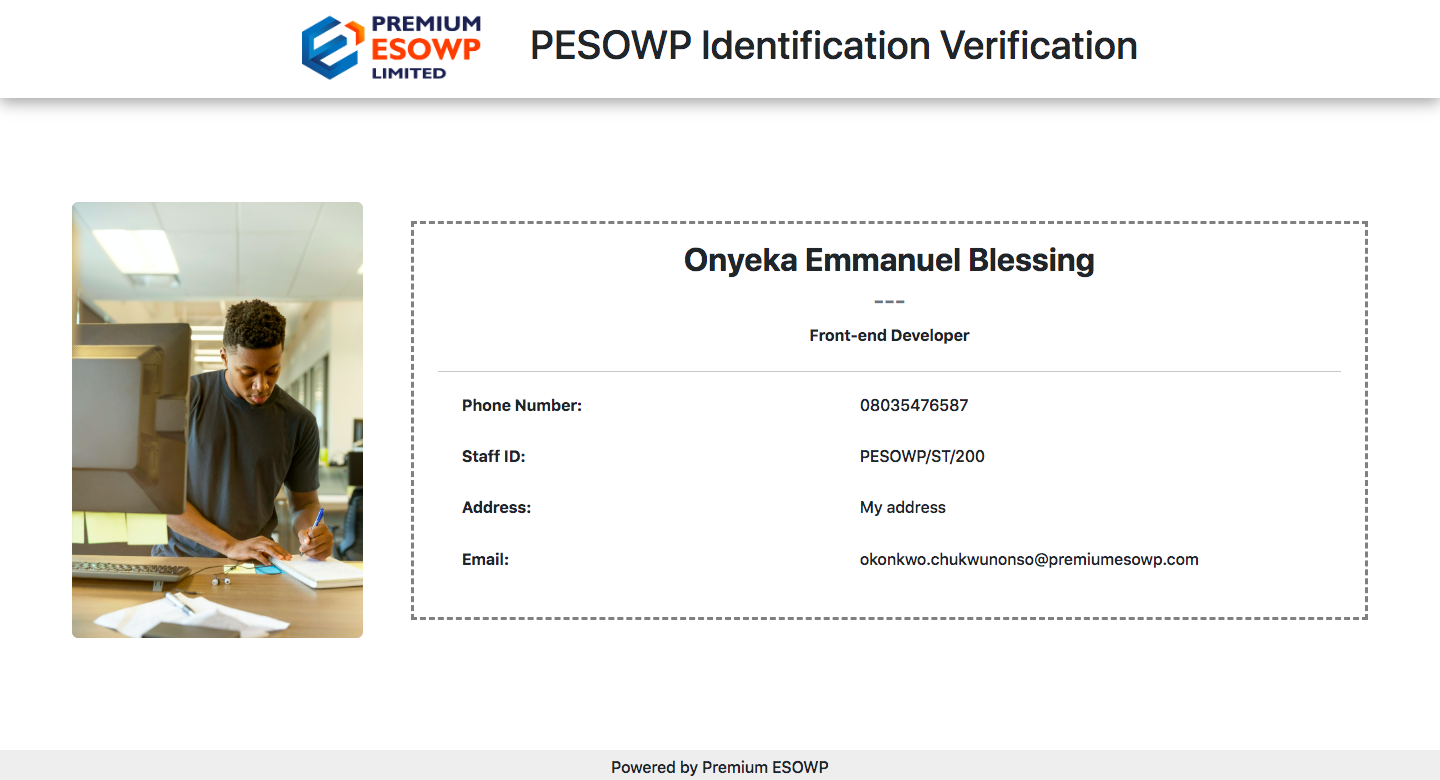 PREMIUM
ESOWP
LIMITED
PESOWP Identification Verification
Onyeka Emmanuel Blessing
---
Front-end Developer
Phone Number: 08035476587
Staff ID: PESOWP/ST/200
Address: My address
Email: okonkwo.chukwunonso@premiumesowp.com
Powered by Premium ESOWP